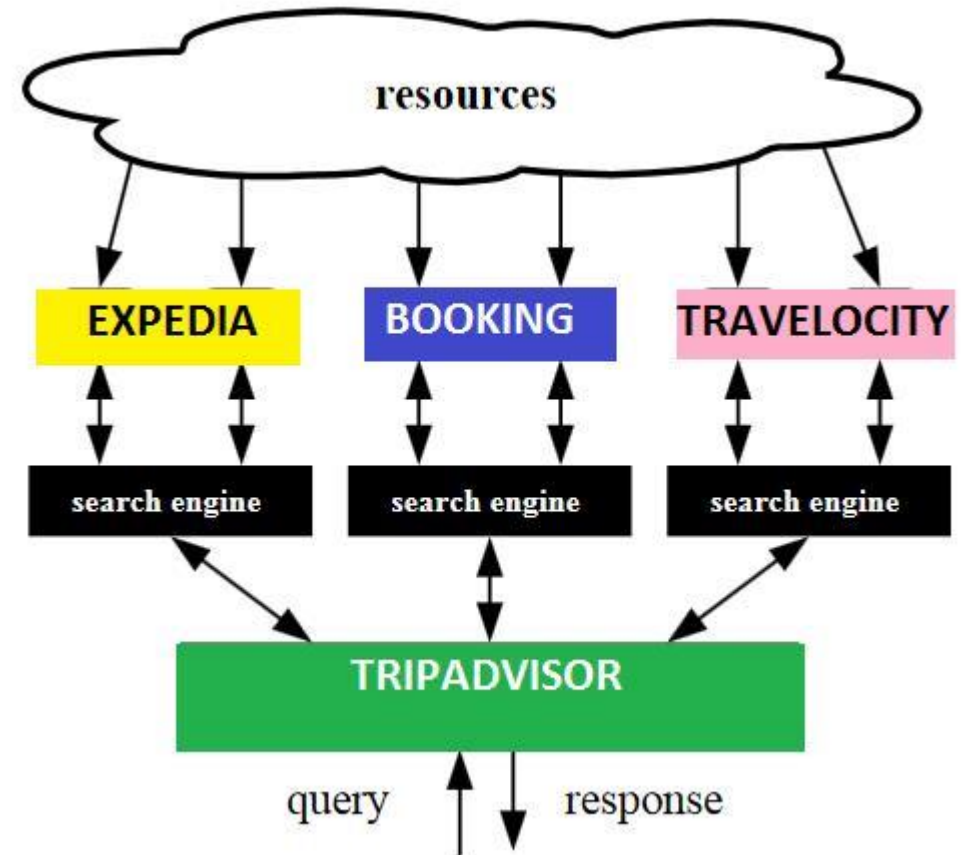 resources
EXPEDIA
BOOKING
TRAVELOCITY
search engine
search engine
search engine
TRIPADVISOR
query
response